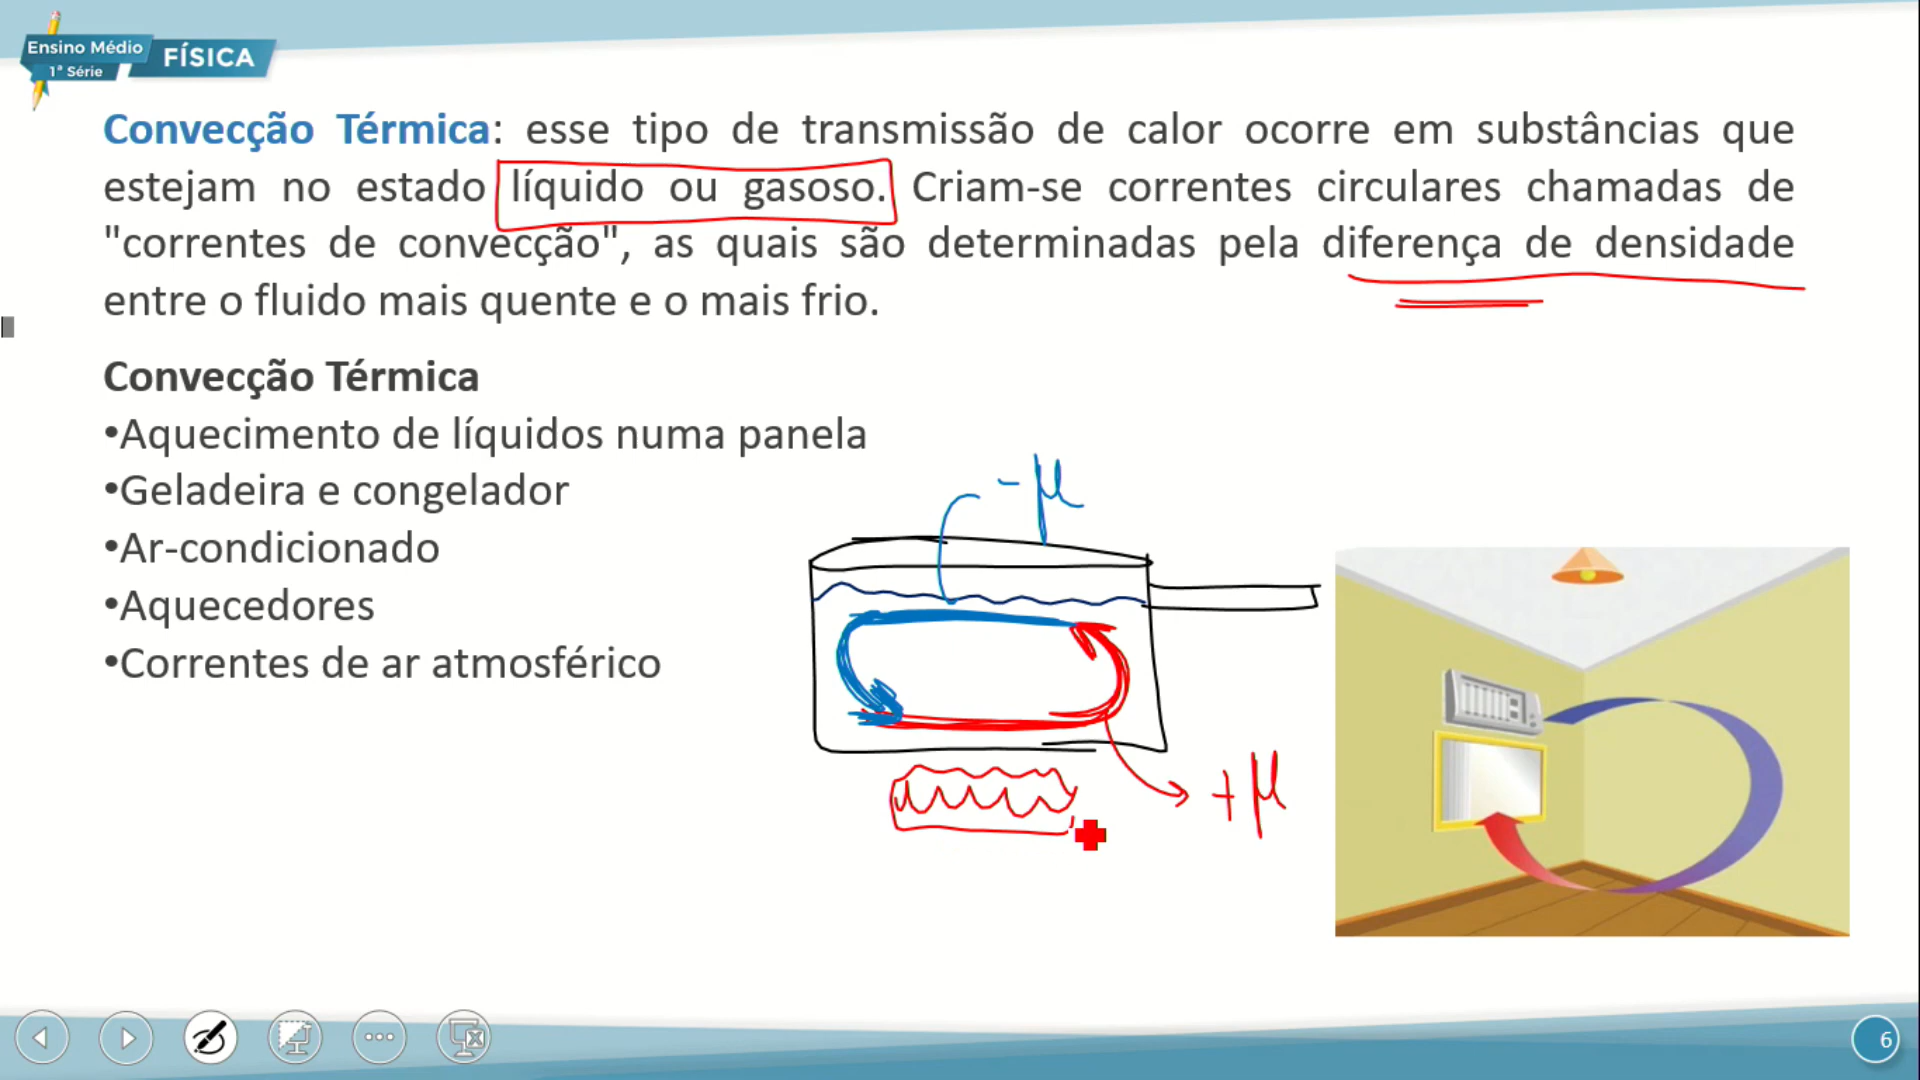 Ensino Médio
1ª Série
FÍSICA
Convecção Térmica: esse tipo de transmissão de calor ocorre em substâncias que
estejam no estado líquido ou gasoso. Criam-se correntes circulares chamadas de
"correntes de convecção", as quais são determinadas pela diferença de densidade
entre o fluido mais quente e o mais frio.
Convecção Térmica
•Aquecimento de líquidos numa panela
•Geladeira e congelador
•Ar-condicionado
•Aquecedores
•Correntes de ar atmosférico
- μ
+ μ
6